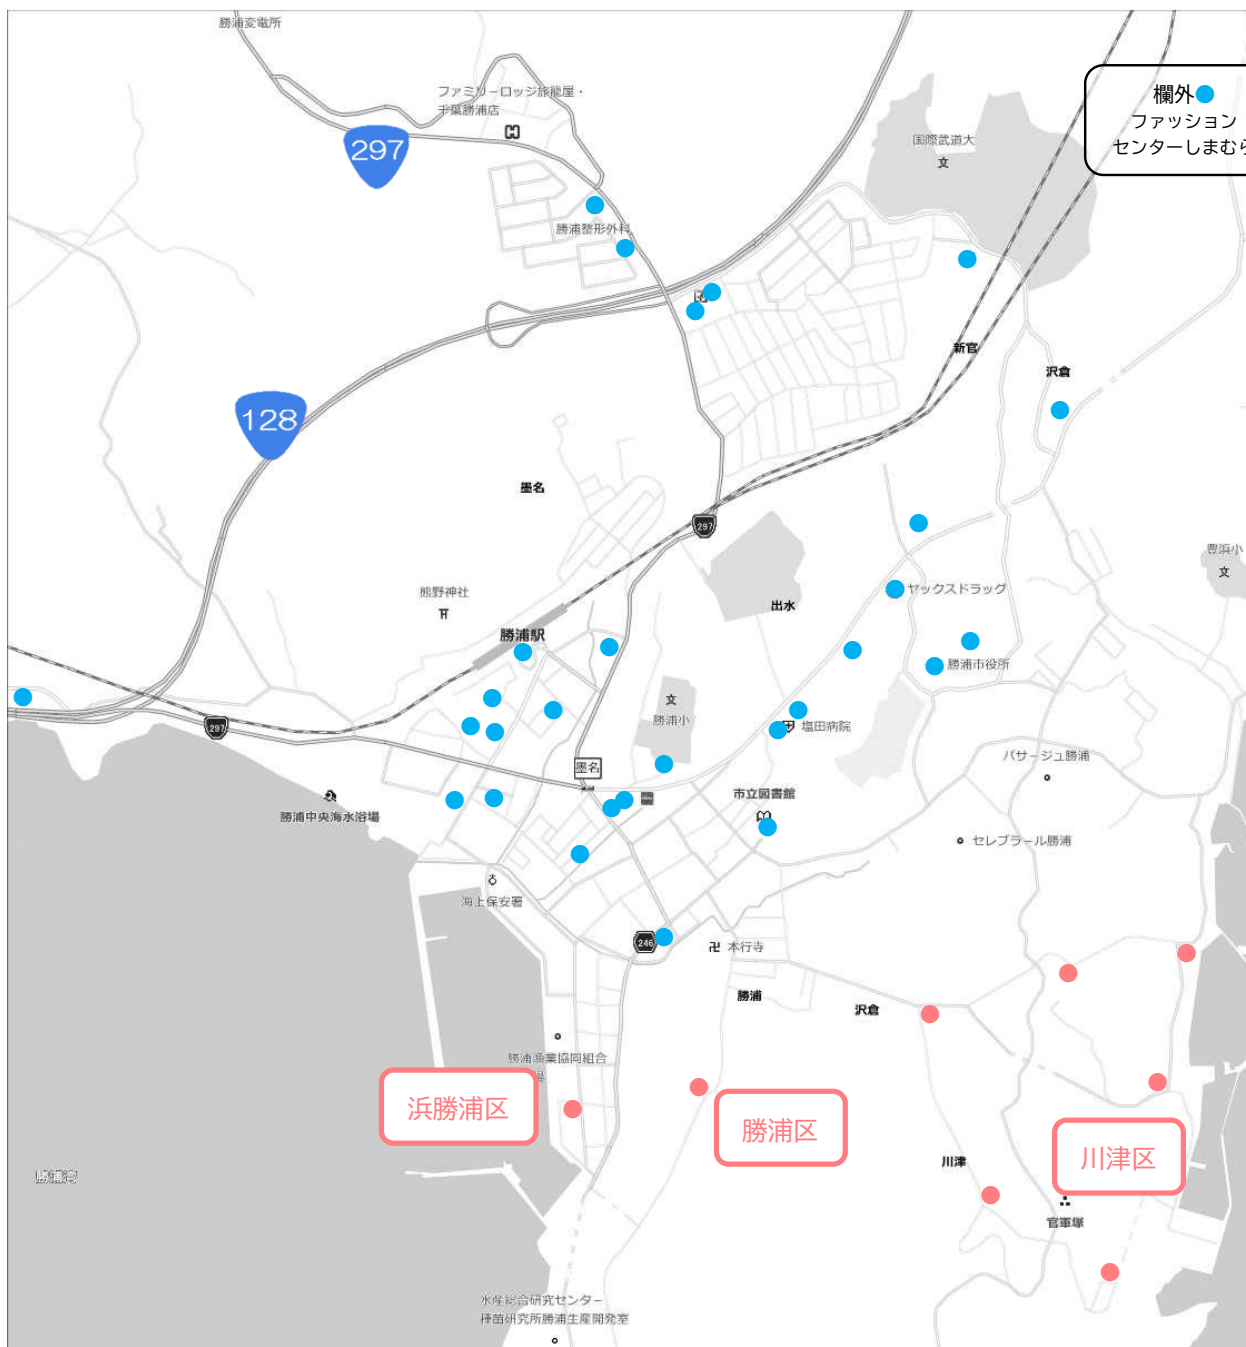 勝浦変電所
ファミリーロッジ旅籠屋・
千葉勝浦店
297
欄外
ファッション
センターしまむら
国際武道大
文
勝浦整形外科
新官
沢倉
128
墨名
297
豊浜小
文
熊野神社
ヤックスドラッグ
出水
勝浦駅
勝浦市役所
文
勝浦小
297
塩田病院
墨名
パサージュ勝浦
市立図書館
勝浦中央海水浴場
セレブラール勝浦
海上保安署
246
卍 本行寺
勝浦
沢倉
勝浦漁業協同組合
浜勝浦区
勝浦区
川津区
川津
勝浦湾
官軍塚
水産総合研究センター
種苗研究所勝浦生産開発室